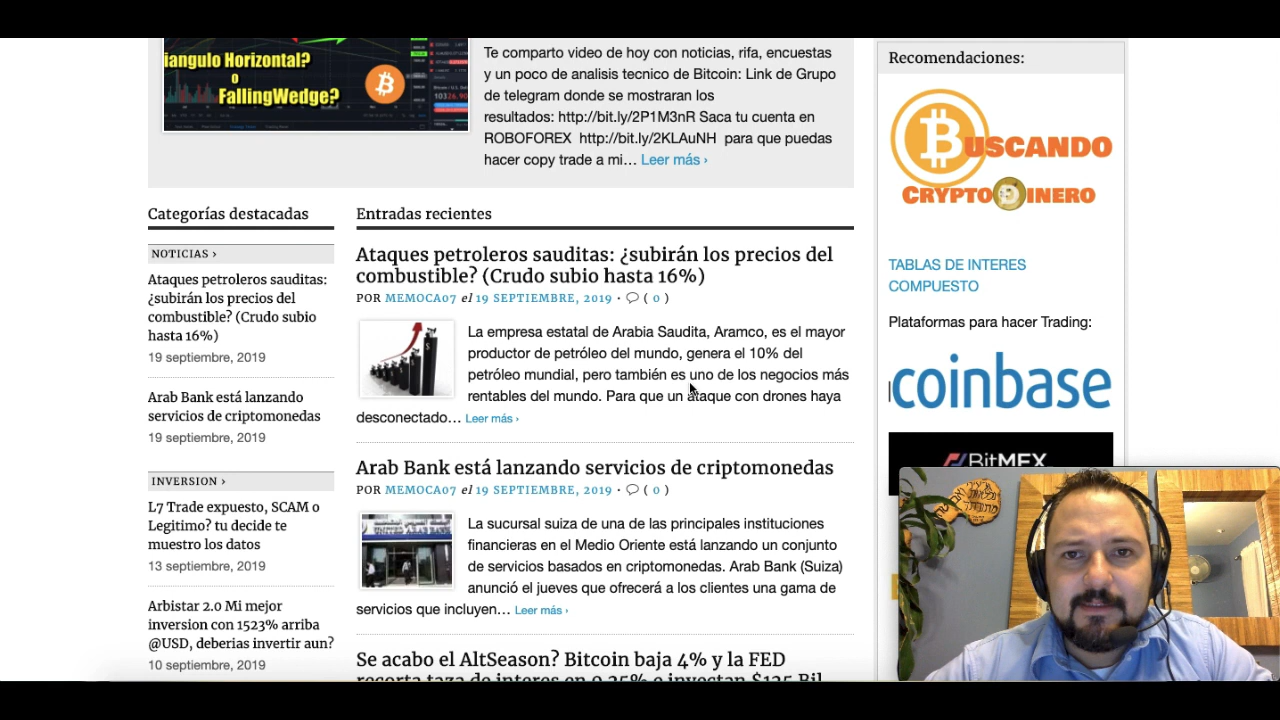 iangulo Horizontal?
o
FallingWedge?
Te comparto video de hoy con noticias, rifa, encuestas
y un poco de analisis tecnico de Bitcoin: Link de Grupo
de telegram donde se mostraran los
resultados: http://bit.ly/2P1M3nR Saca tu cuenta en
ROBOFOREX http://bit.ly/2KLAuNH para que puedas
hacer copy trade a mi... Leer más ›
Categorías destacadas
NOTICIAS ›
Ataques petroleros sauditas:
¿subirán los precios del
combustible? (Crudo subio
hasta 16%)
19 septiembre, 2019
Arab Bank está lanzando
servicios de criptomonedas
19 septiembre, 2019
INVERSION ›
L7 Trade expuesto, SCAM o
Legitimo? tu decide te
muestro los datos
13 septiembre, 2019
Arbistar 2.0 Mi mejor
inversion con 1523% arriba
@USD, deberias invertir aun?
10 septiembre, 2019
Entradas recientes
Ataques petroleros sauditas: ¿subirán los precios del
combustible? (Crudo subio hasta 16%)
POR MEMOCA07 el 19 SEPTIEMBRE, 2019 · ( 0 )
La empresa estatal de Arabia Saudita, Aramco, es el mayor
productor de petróleo del mundo, genera el 10% del
petróleo mundial, pero también es uno de los negocios más
rentables del mundo. Para que un ataque con drones haya
desconectado... Leer más ›
Arab Bank está lanzando servicios de criptomonedas
POR MEMOCA07 el 19 SEPTIEMBRE, 2019 · ( 0 )
La sucursal suiza de una de las principales instituciones
financieras en el Medio Oriente está lanzando un conjunto
de servicios basados en criptomonedas. Arab Bank (Suiza)
anunció el jueves que ofrecerá a los clientes una gama de
servicios que incluyen... Leer más ›
Se acabo el AltSeason? Bitcoin baja 4% y la FED
recorta taza de interes en 0.25% e inyectan $125 Bil
Recomendaciones:
BUSCANDO
CRYPTO DINERO
TABLAS DE INTERES
COMPUESTO
Plataformas para hacer Trading:
coinbase
BitMEX